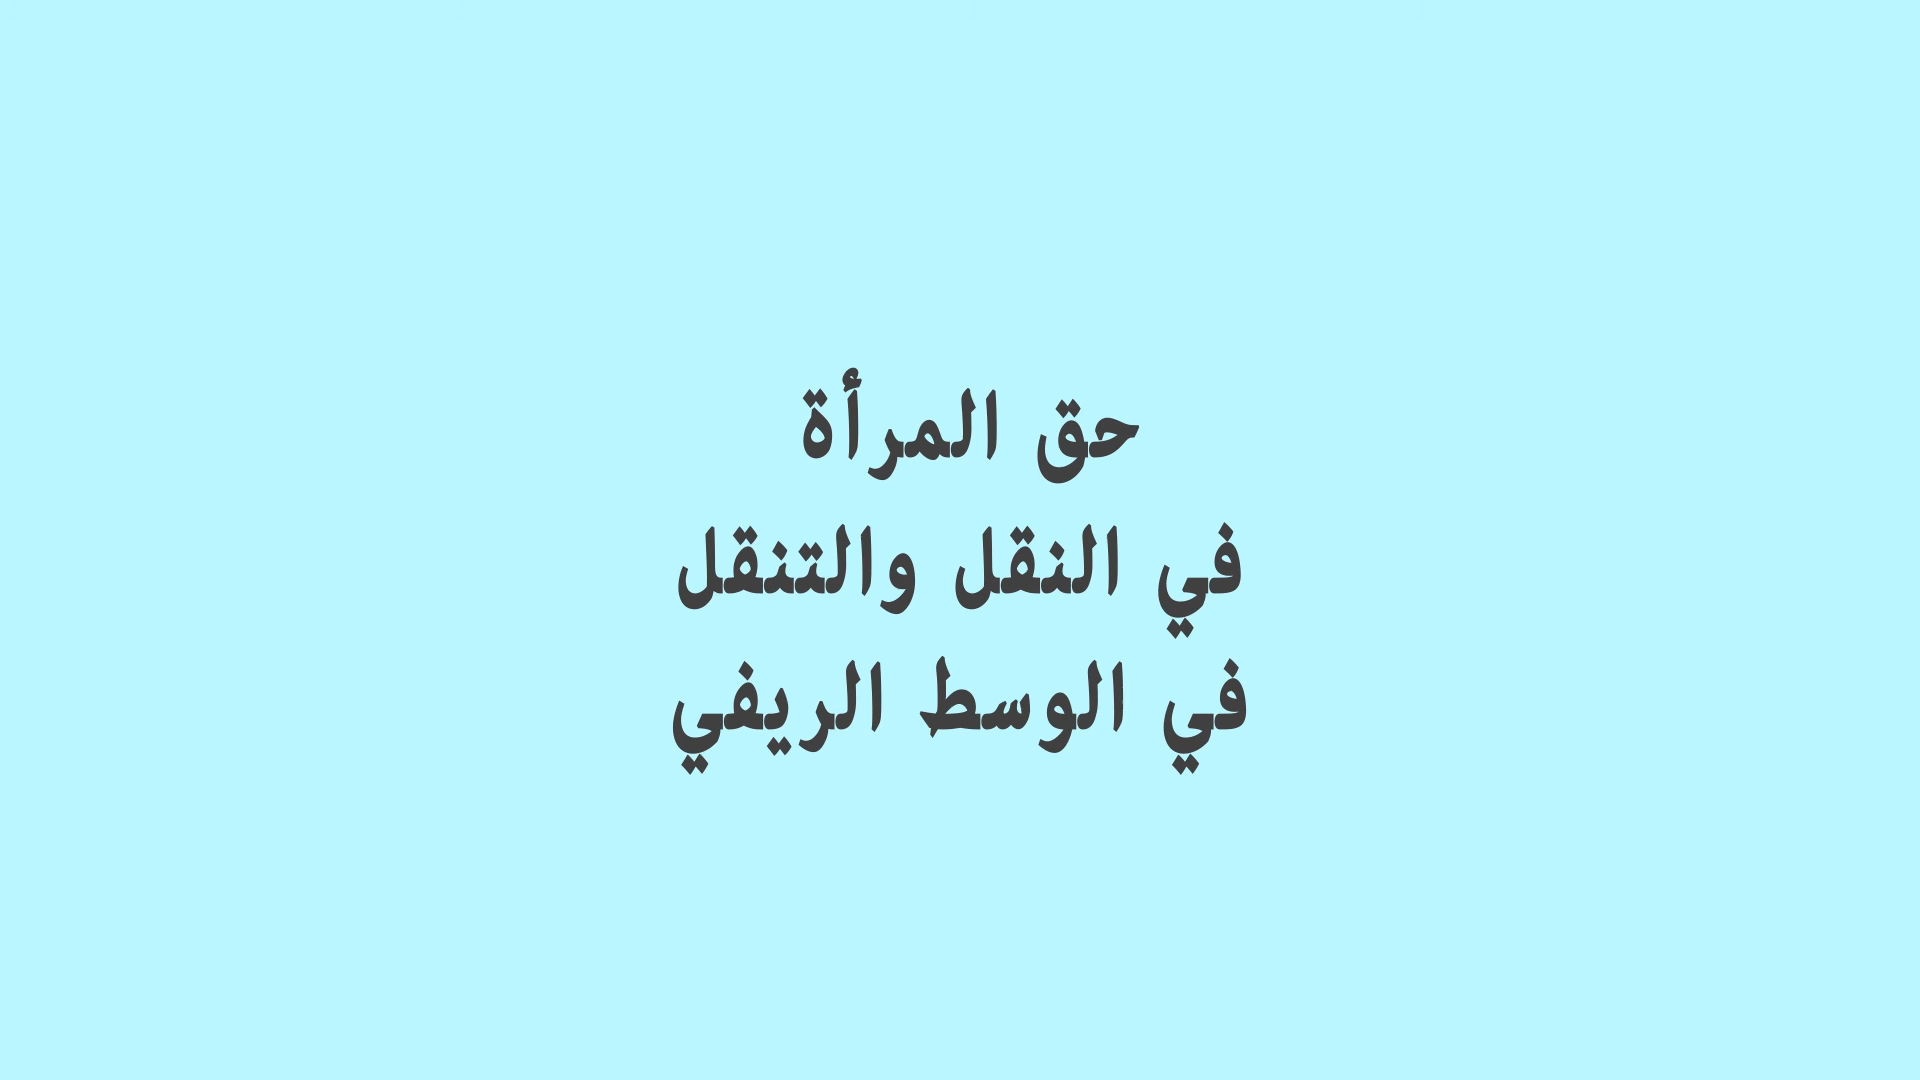 حق المرأة
في النقل والتنقل
في الوسط الريفي